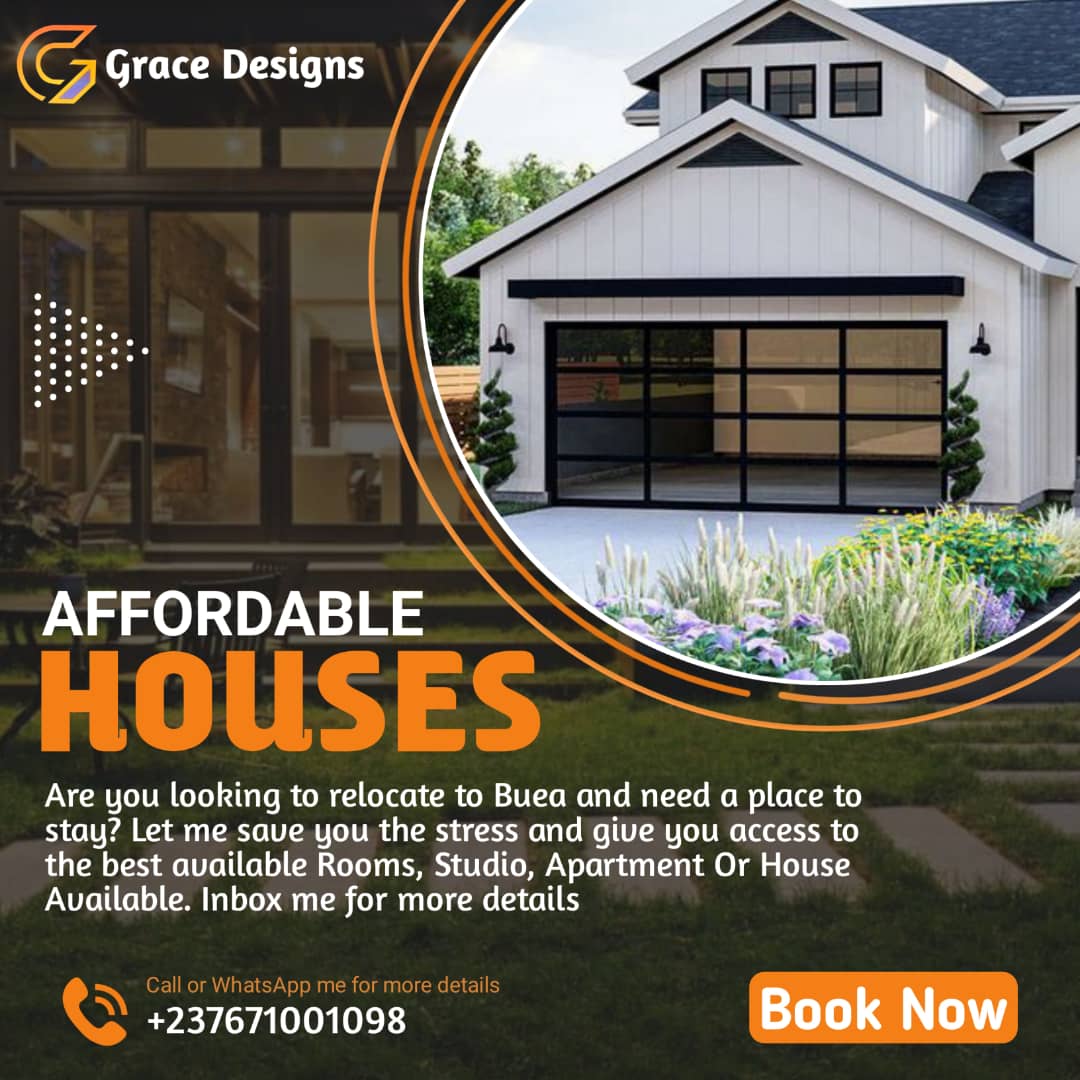 Grace Designs
AFFORDABLE
HOUSES
Are you looking to relocate to Buea and need a place to
stay? Let me save you the stress and give you access to
the best available Rooms, Studio, Apartment Or House
Available. Inbox me for more details
Call or WhatsApp me for more details
+237671001098
Book Now